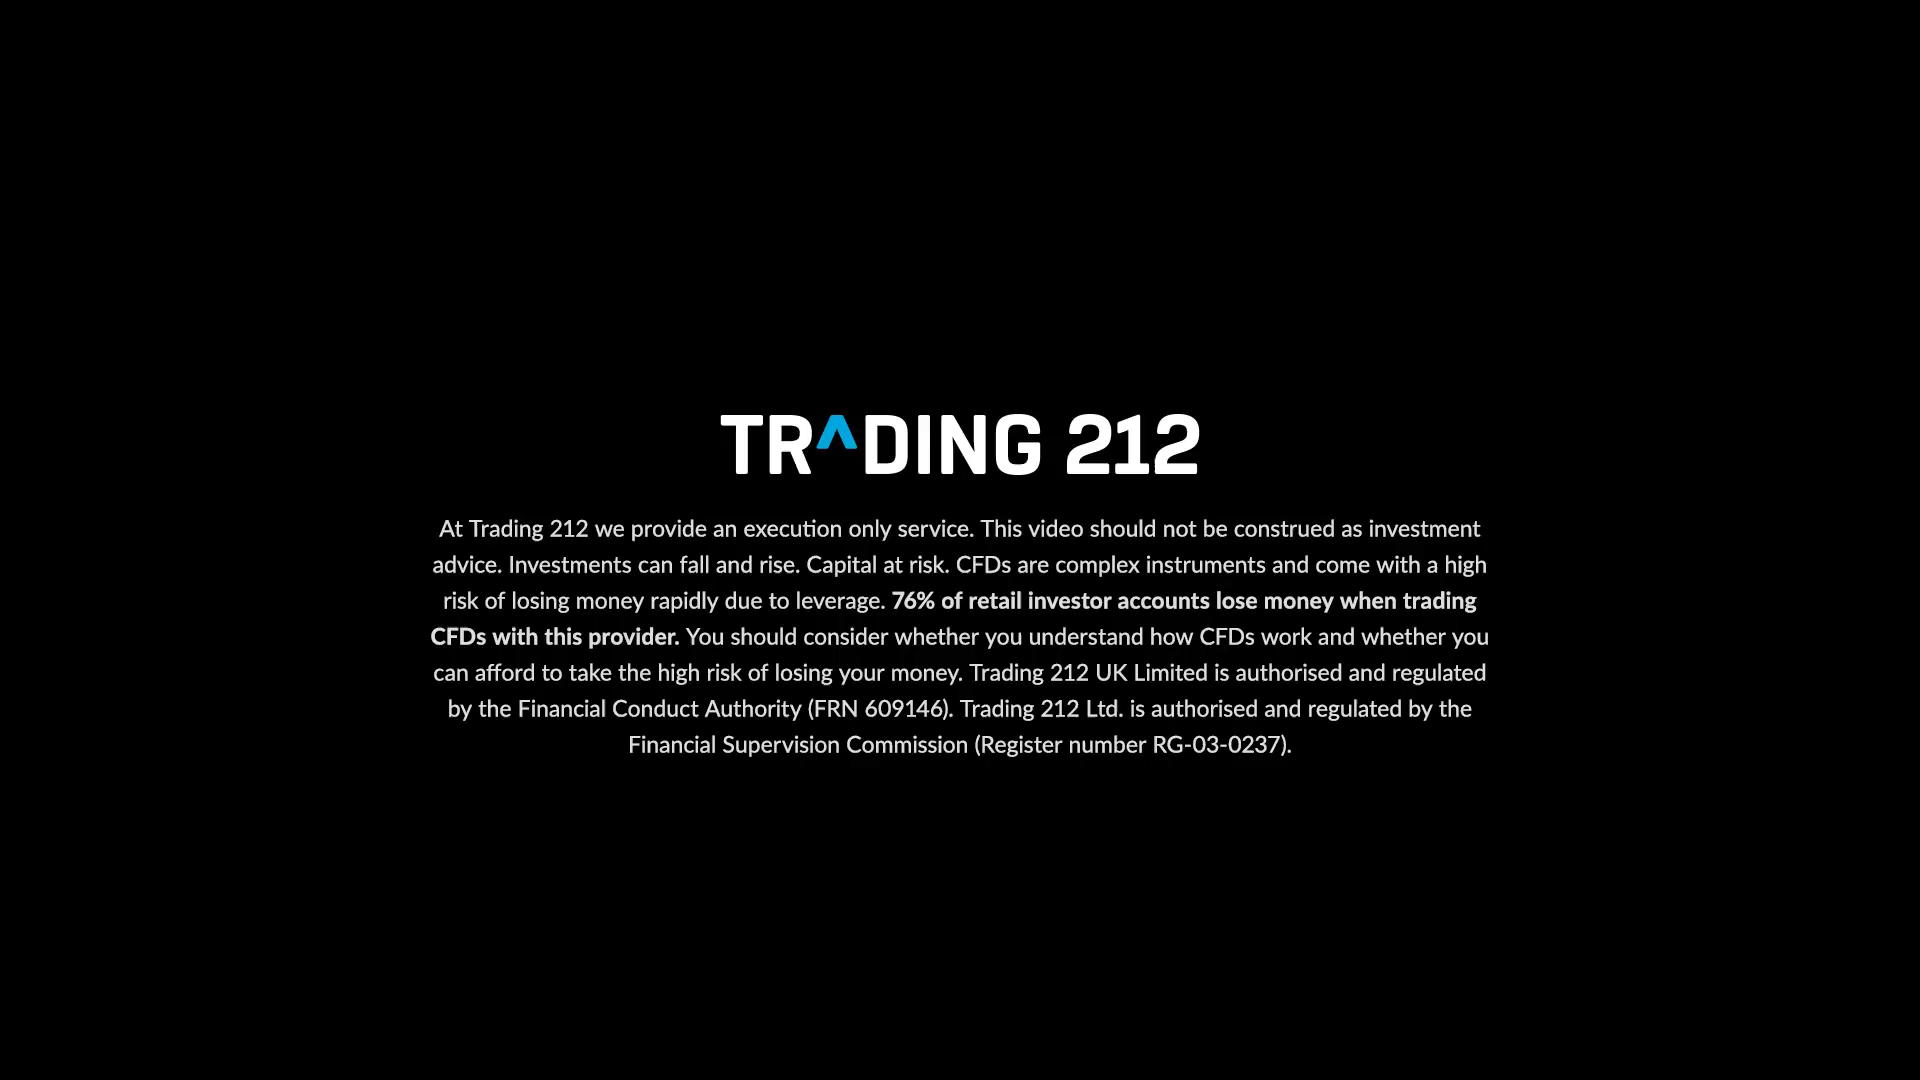 TRADING 212
At Trading 212 we provide an execution only service. This video should not be construed as investment
advice. Investments can fall and rise. Capital at risk. CFDs are complex instruments and come with a high
risk of losing money rapidly due to leverage. 76% of retail investor accounts lose money when trading
CFDs with this provider. You should consider whether you understand how CFDs work and whether you
can afford to take the high risk of losing your money. Trading 212 UK Limited is authorised and regulated
by the Financial Conduct Authority (FRN 609146). Trading 212 Ltd. is authorised and regulated by the
Financial Supervision Commission (Register number RG-03-0237).